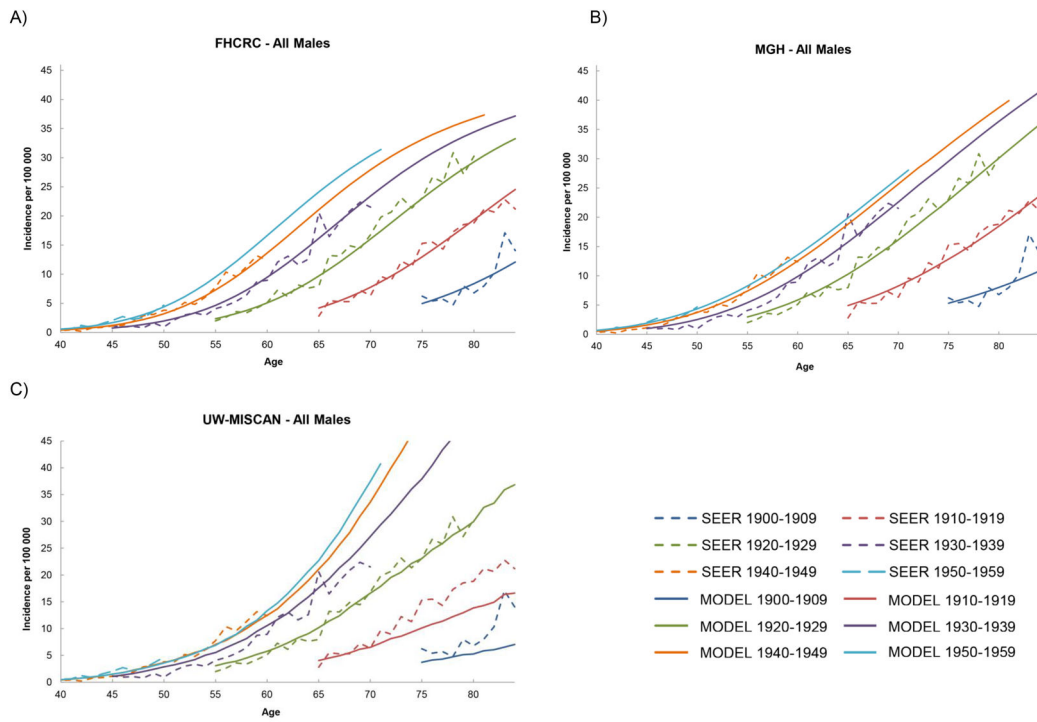 A)
FHCRC - All Males
Incidence per 100 000
45
40
35
30
25
20
15
10
5
0
40 45 50 55 60 65 70 75 80
Age
B)
MGH - All Males
Incidence per 100 000
45
40
35
30
25
20
15
10
5
0
40 45 50 55 60 65 70 75 80
Age
C)
UW-MISCAN - All Males
Incidence per 100 000
45
40
35
30
25
20
15
10
5
0
40 45 50 55 60 65 70 75 80
Age
SEER 1900-1909 SEER 1910-1919
SEER 1920-1929 SEER 1930-1939
SEER 1940-1949 SEER 1950-1959
MODEL 1900-1909 MODEL 1910-1919
MODEL 1920-1929 MODEL 1930-1939
MODEL 1940-1949 MODEL 1950-1959